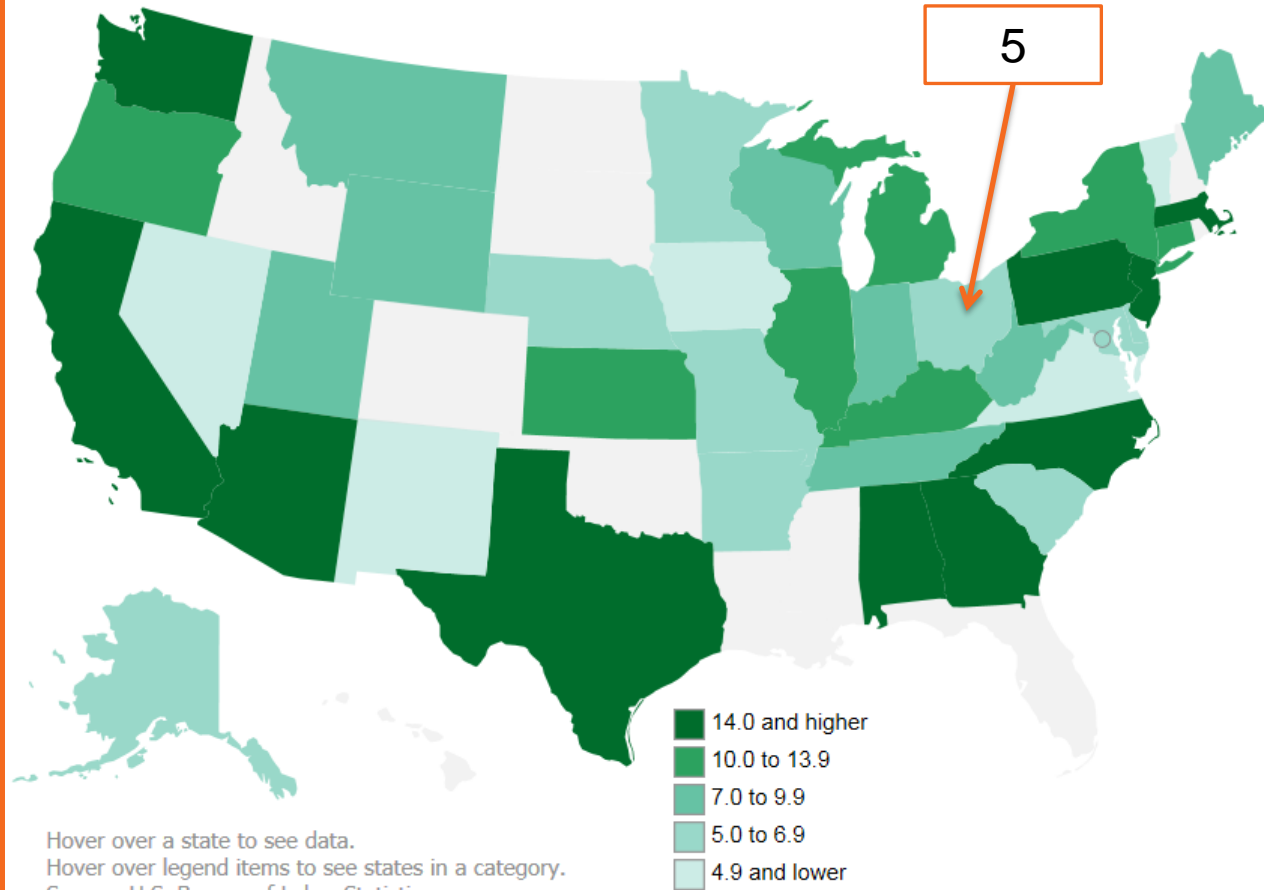 5
14.0 and higher
10.0 to 13.9
7.0 to 9.9
5.0 to 6.9
4.9 and lower
Hover over a state to see data.
Hover over legend items to see states in a category.